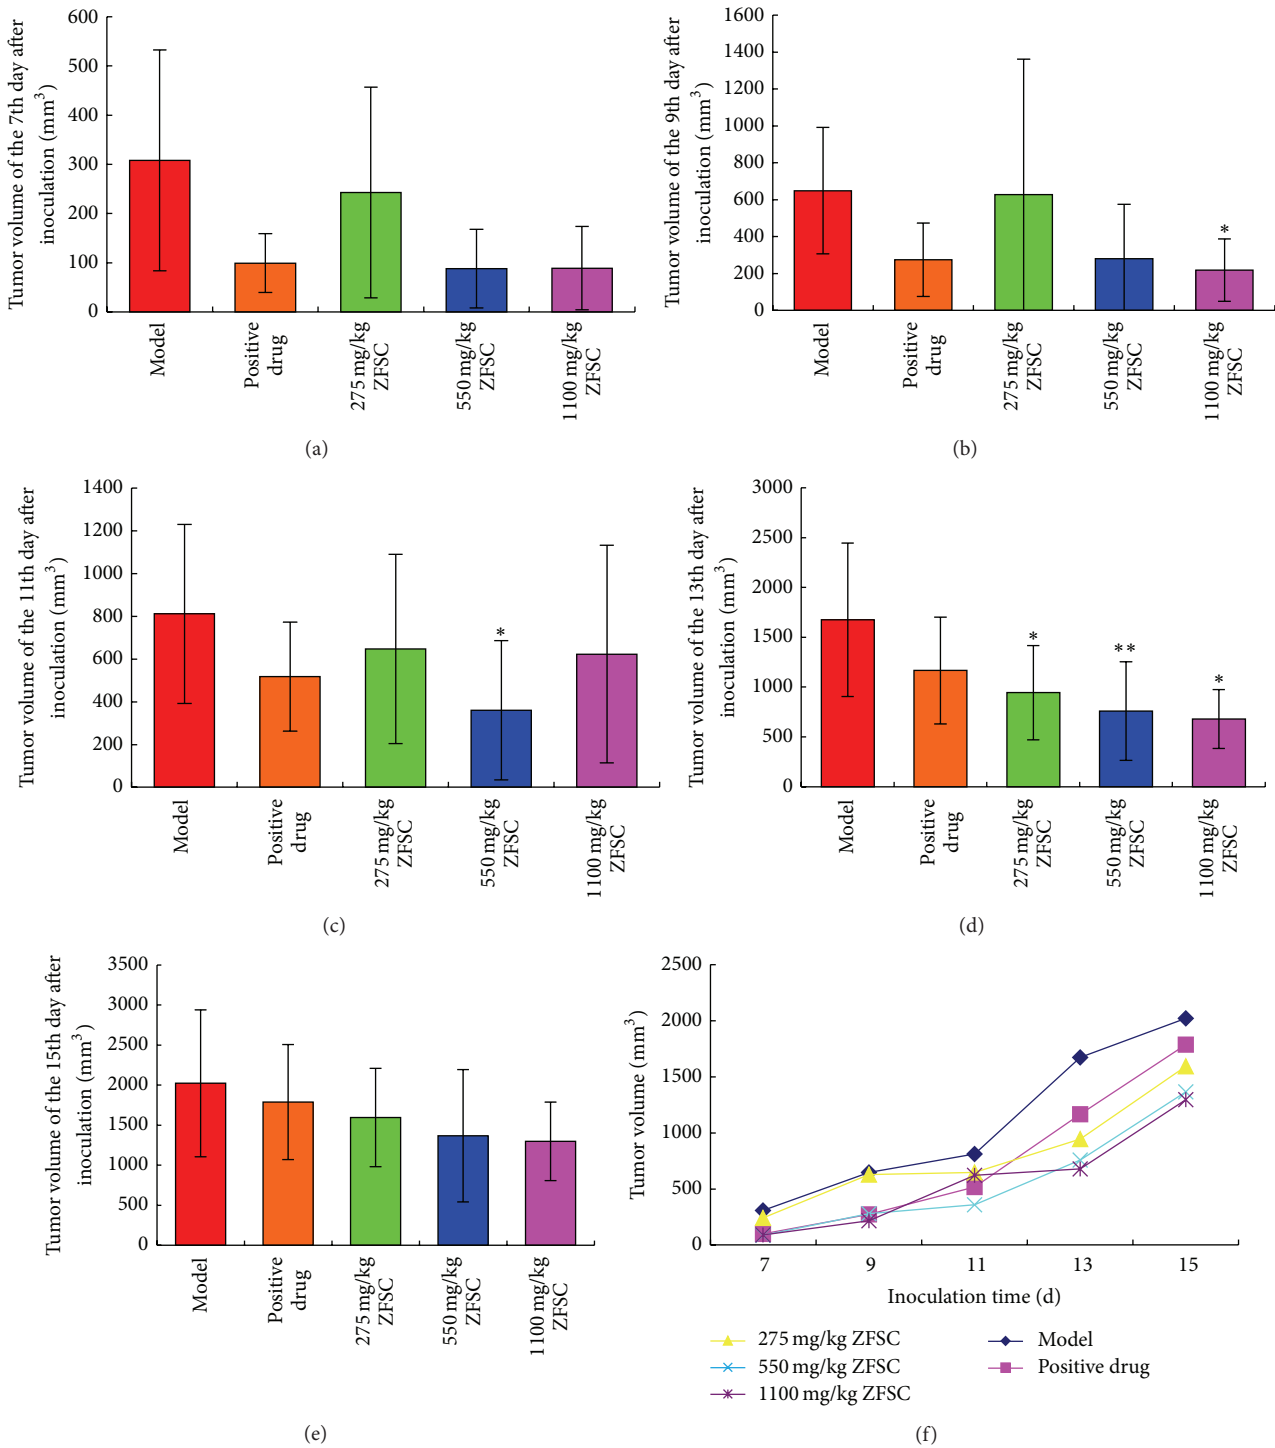 Tumor volume of the 7th day after
inoculation (mm³)
600
500
400
300
200
100
0
Model
Positive
drug
275 mg/kg
ZFSC
550 mg/kg
ZFSC
1100 mg/kg
ZFSC
(a)
Tumor volume of the 9th day after
inoculation (mm³)
1600
1400
1200
1000
800
600
400
200
0
*
Model
Positive
drug
275 mg/kg
ZFSC
550 mg/kg
ZFSC
1100 mg/kg
ZFSC
(b)
Tumor volume of the 11th day after
inoculation (mm³)
1400
1200
1000
800
600
400
200
0
*
Model
Positive
drug
275 mg/kg
ZFSC
550 mg/kg
ZFSC
1100 mg/kg
ZFSC
(c)
Tumor volume of the 13th day after
inoculation (mm³)
3000
2500
2000
1500
1000
500
0
*
**
*
Model
Positive
drug
275 mg/kg
ZFSC
550 mg/kg
ZFSC
1100 mg/kg
ZFSC
(d)
Tumor volume of the 15th day after
inoculation (mm³)
3500
3000
2500
2000
1500
1000
500
0
Model
Positive
drug
275 mg/kg
ZFSC
550 mg/kg
ZFSC
1100 mg/kg
ZFSC
(e)
Tumor volume (mm³)
2500
2000
1500
1000
500
0
7 9 11 13 15
Inoculation time (d)
275 mg/kg ZFSC
550 mg/kg ZFSC
1100 mg/kg ZFSC
Model
Positive drug
(f)